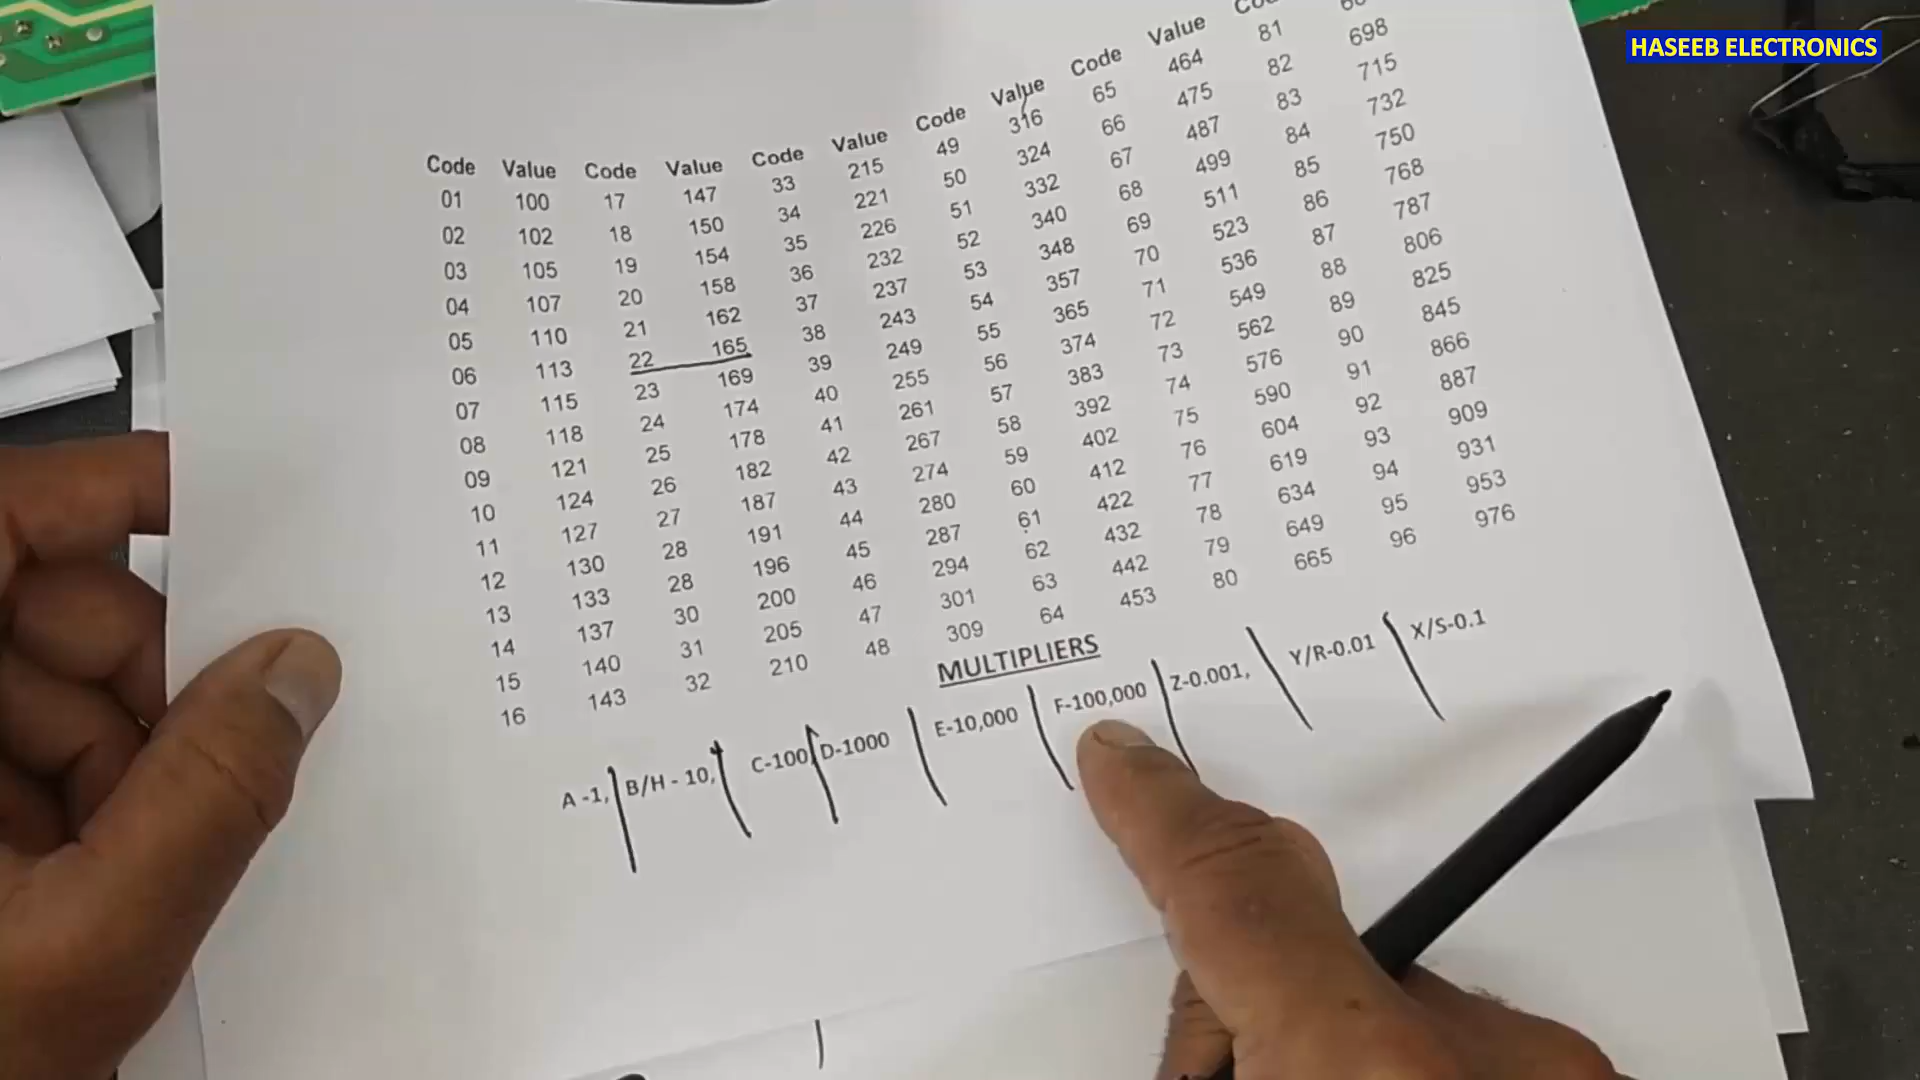 HASEEB ELECTRONICS
Code Value Code Value Code Value Code Value Code Value
01 100 17 147 33 215 49 316 65 464 81
02 102 18 150 34 221 50 324 66 475 82 698
03 105 19 154 35 226 51 332 67 487 83 715
04 107 20 158 36 232 52 340 68 499 84 732
05 110 21 162 37 237 53 348 69 511 85 750
06 113 22 165 38 243 54 357 70 523 86 768
07 115 23 169 39 249 55 365 71 536 87 787
08 118 24 174 40 255 56 374 72 549 88 806
09 121 25 178 41 261 57 383 73 562 89 825
10 124 26 182 42 267 58 392 74 576 90 845
11 127 27 187 43 274 59 402 75 590 91 866
12 130 28 191 44 280 60 412 76 604 92 887
13 133 28 196 45 287 61 422 77 619 93 909
14 137 30 200 46 294 62 432 78 634 94 931
15 140 31 205 47 301 63 442 79 649 95 953
16 143 32 210 48 309 64 453 80 665 96 976
MULTIPLIERS
A -1, B/H - 10, C-100, D-1000 E-10,000 F-100,000 Z-0.001, Y/R-0.01 X/S-0.1